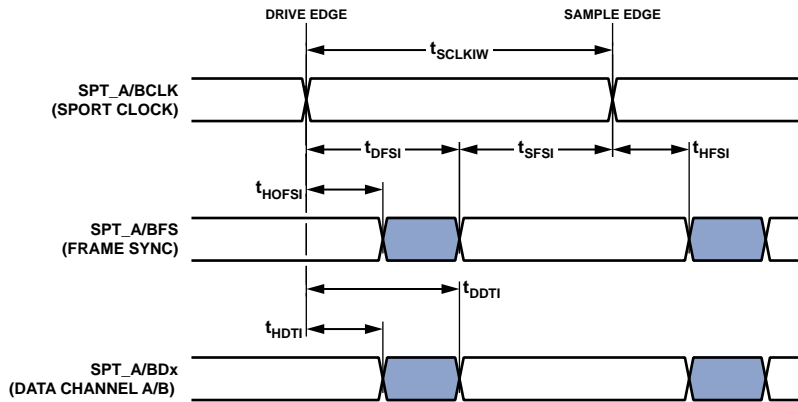 DRIVE EDGE
SAMPLE EDGE
tSCLKIW
SPT_A/BCLK
(SPORT CLOCK)
tDFSI
tSFSI
tHFSI
tHOFSI
SPT_A/BFS
(FRAME SYNC)
tDDTI
tHDTI
SPT_A/BDx
(DATA CHANNEL A/B)